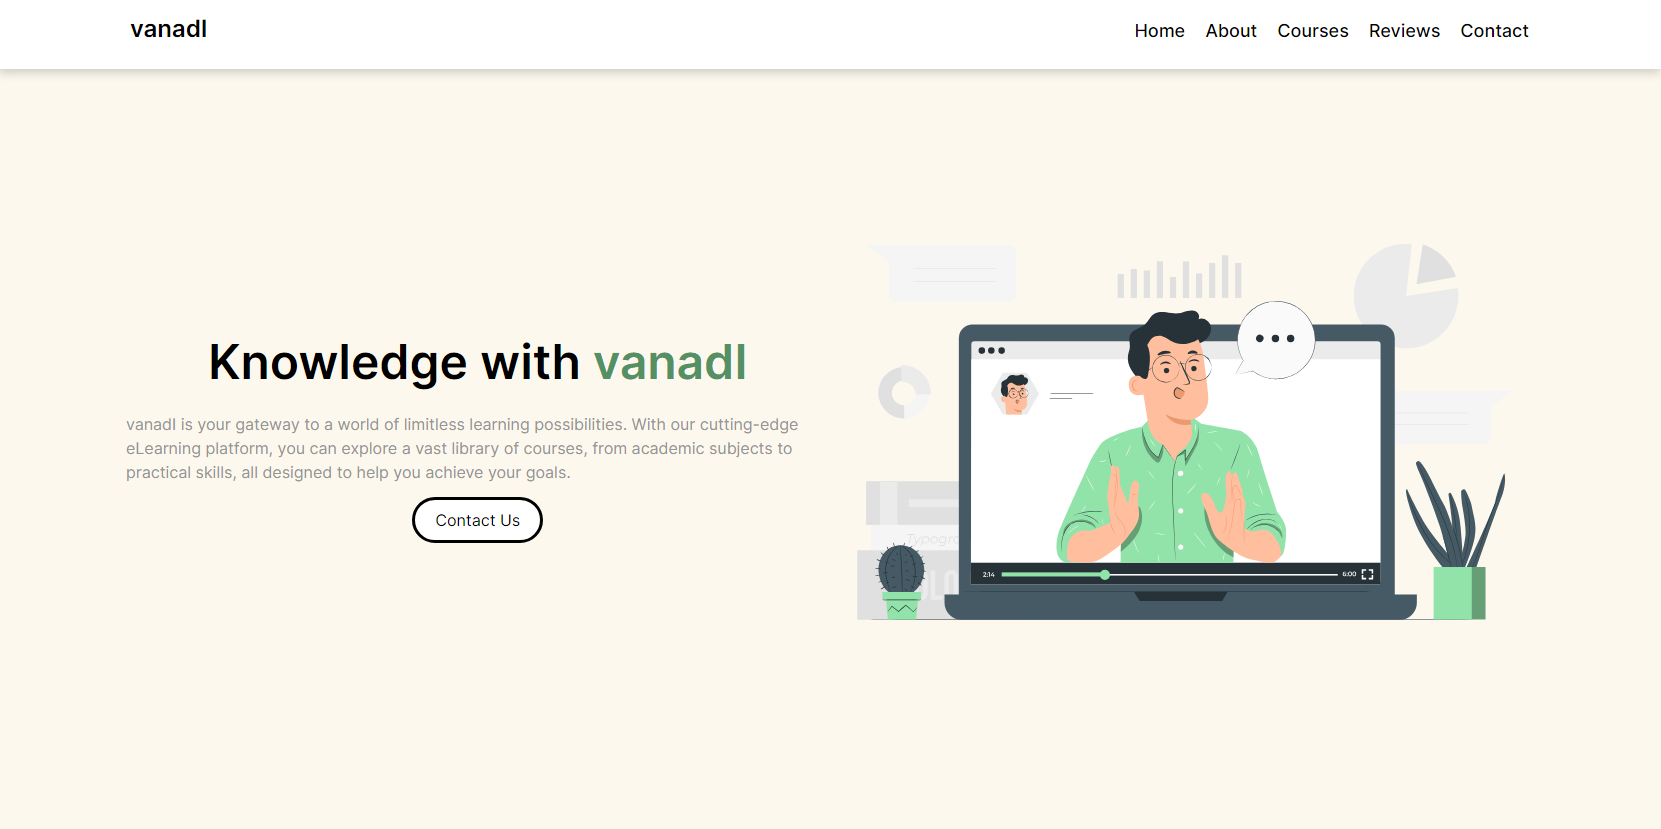 vanadl
Home About Courses Reviews Contact
Knowledge with vanadl
vanadl is your gateway to a world of limitless learning possibilities. With our cutting-edge
eLearning platform, you can explore a vast library of courses, from academic subjects to
practical skills, all designed to help you achieve your goals.
Contact Us
2:14
6:00